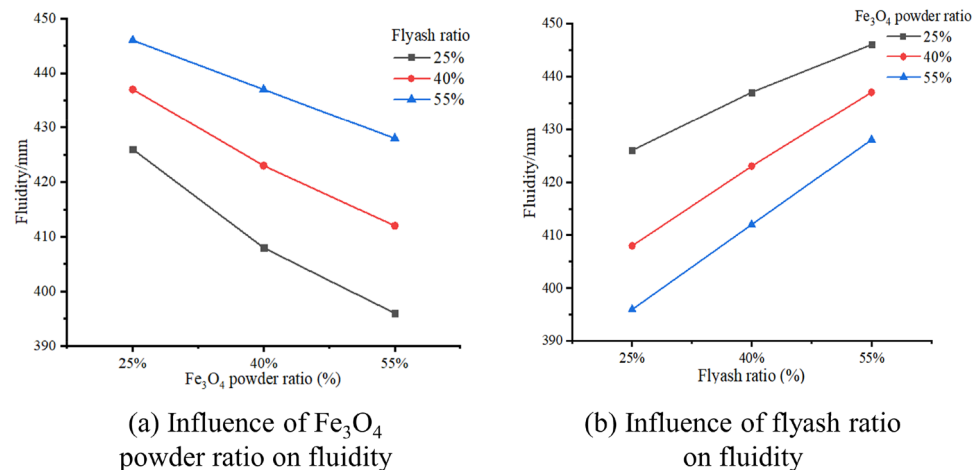 450
440
430
420
410
400
390
Fluidity/mm
Flyash ratio
25%
40%
55%
25%
40%
55%
Fe₃O₄ powder ratio (%)
(a) Influence of Fe₃O₄
powder ratio on fluidity
450
440
430
420
410
400
390
Fluidity/mm
Fe₃O₄ powder ratio
25%
40%
55%
25%
40%
55%
Flyash ratio (%)
(b) Influence of flyash ratio
on fluidity